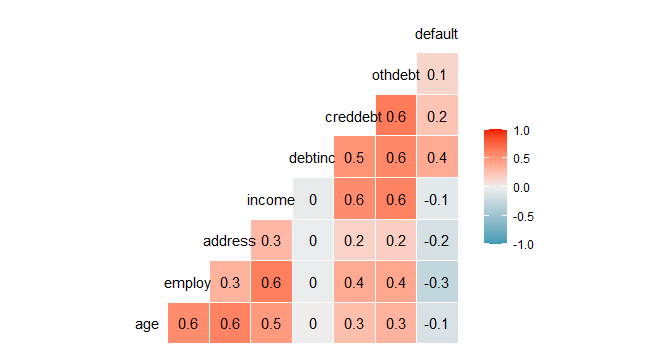 default
othdebt 0.1
creddebt 0.6 0.2
debtinc 0.5 0.6 0.4
income 0 0.6 0.6 -0.1
address 0.3 0 0.2 0.2 -0.2
employ 0.3 0.6 0 0.4 0.4 -0.3
age 0.6 0.6 0.5 0 0.3 0.3 -0.1
1.0
0.5
0.0
-0.5
-1.0